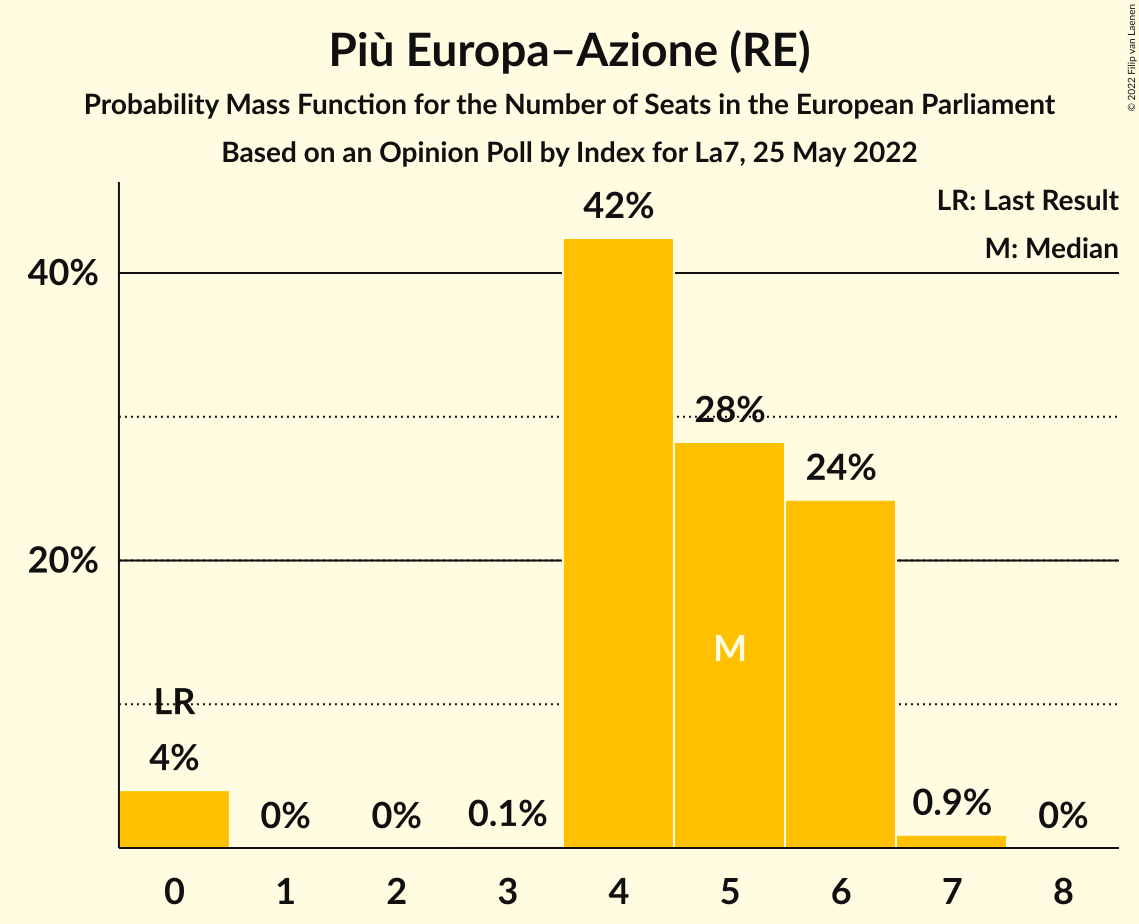 Più Europa–Azione (RE)
Probability Mass Function for the Number of Seats in the European Parliament
Based on an Opinion Poll by Index for La7, 25 May 2022
© 2022 Filip van Laenen
LR: Last Result
M: Median
40%
20%
LR
4%
0%
0%
0.1%
42%
28%
M
24%
0.9%
0%
0 1 2 3 4 5 6 7 8